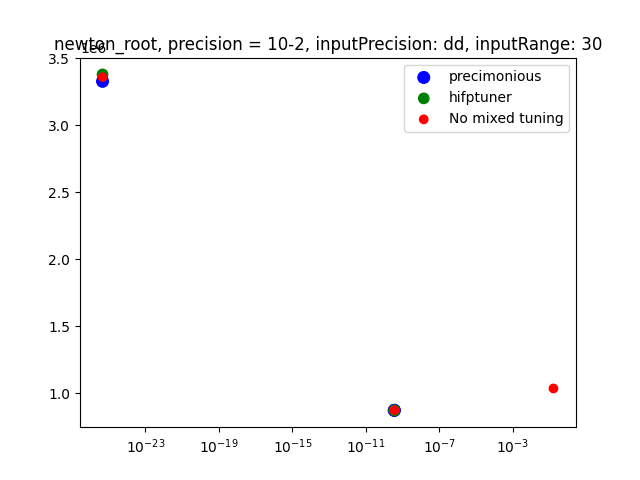 newton_root, precision = 10-2, inputPrecision: dd, inputRange: 30
1e6
3.5
3.0
2.5
2.0
1.5
1.0
precimonious
hifptuner
No mixed tuning
10⁻²³ 10⁻¹⁹ 10⁻¹⁵ 10⁻¹¹ 10⁻⁷ 10⁻³